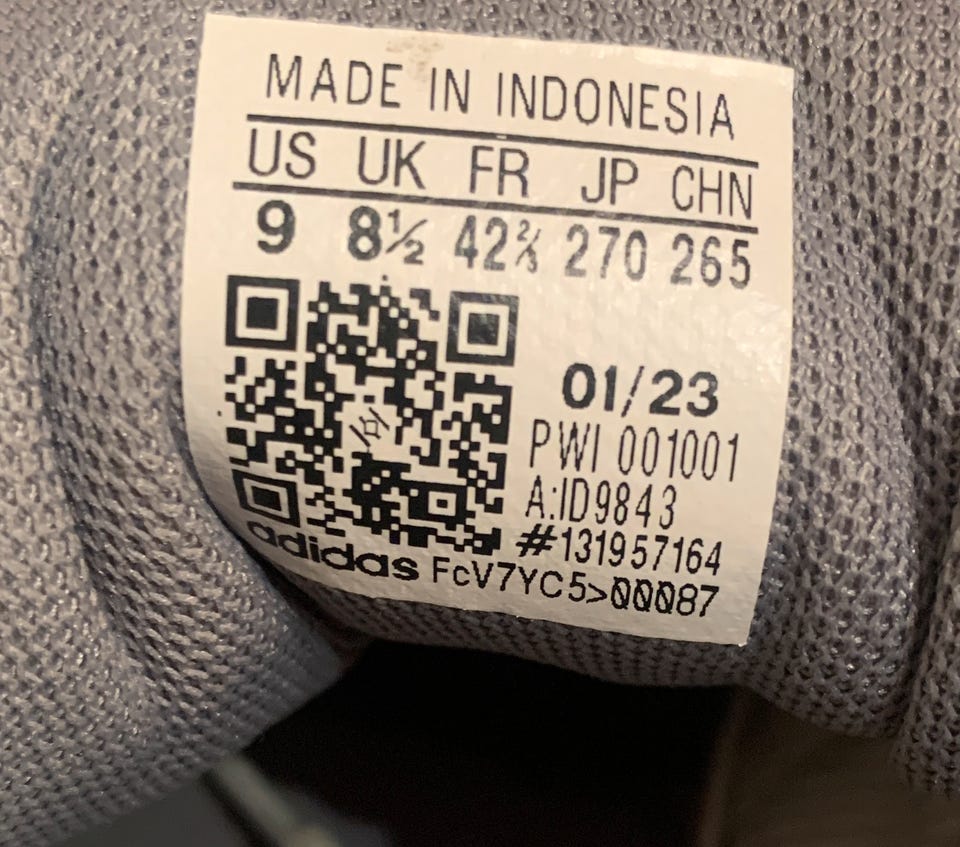 MADE IN INDONESIA
US UK FR JP CHN
9 8½ 42⅔ 270 265
01/23
PWI 001001
A:ID9843
#131957164
adidas FcV7YC5>00087